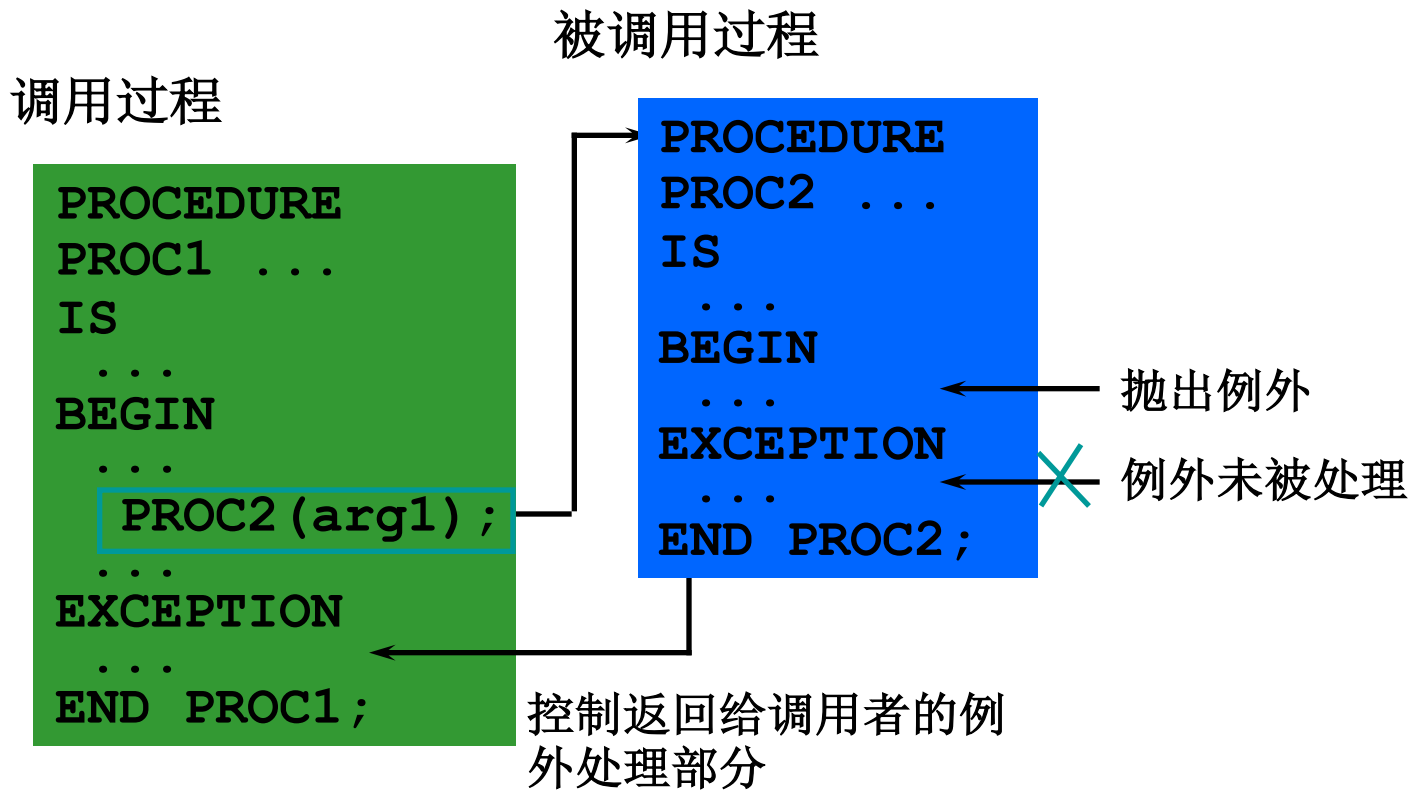 被调用过程
调用过程
PROCEDURE
PROC1 ...
IS
...
BEGIN
...
PROC2(arg1);
...
EXCEPTION
...
END PROC1;
PROCEDURE
PROC2 ...
IS
...
BEGIN
...
EXCEPTION
...
END PROC2;
抛出例外
例外未被处理
控制返回给调用者的例
外处理部分